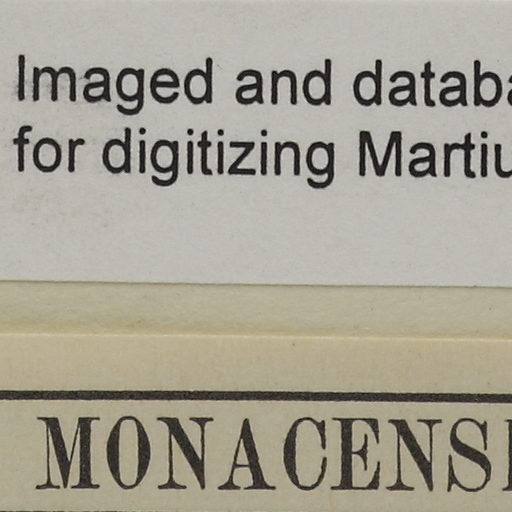 Imaged and databa
for digitizing Martiu
MONACENS